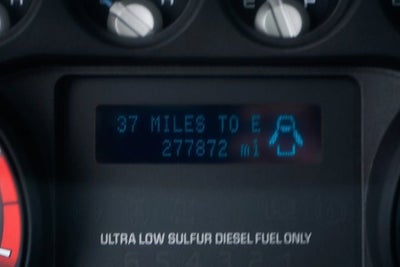 37 MILES TO E
277872 mi
ULTRA LOW SULFUR DIESEL FUEL ONLY